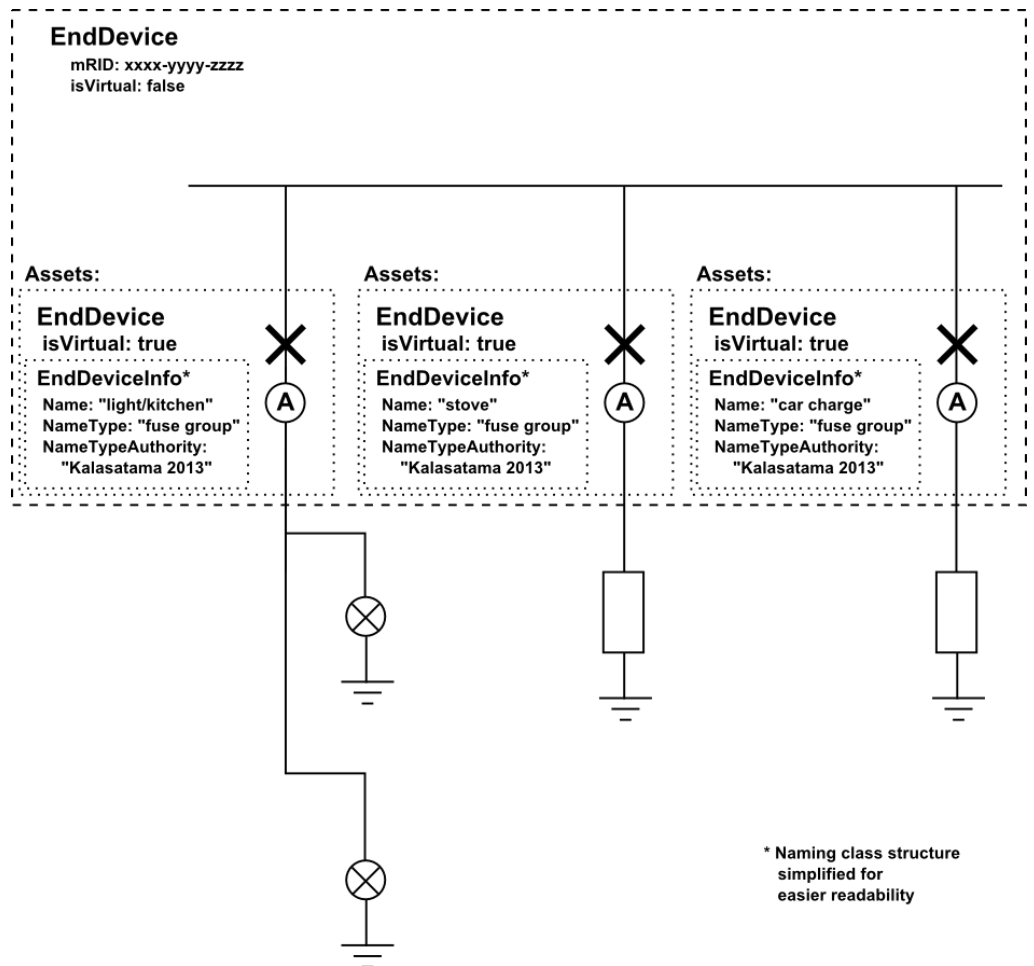 EndDevice
mRID: xxxx-yyyy-zzzz
isVirtual: false
Assets:
EndDevice
isVirtual: true
EndDeviceInfo*
Name: "light/kitchen"
NameType: "fuse group"
NameTypeAuthority:
"Kalasatama 2013"
A
Assets:
EndDevice
isVirtual: true
EndDeviceInfo*
Name: "stove"
NameType: "fuse group"
NameTypeAuthority:
"Kalasatama 2013"
A
Assets:
EndDevice
isVirtual: true
EndDeviceInfo*
Name: "car charge"
NameType: "fuse group"
NameTypeAuthority:
"Kalasatama 2013"
A
* Naming class structure
simplified for
easier readability